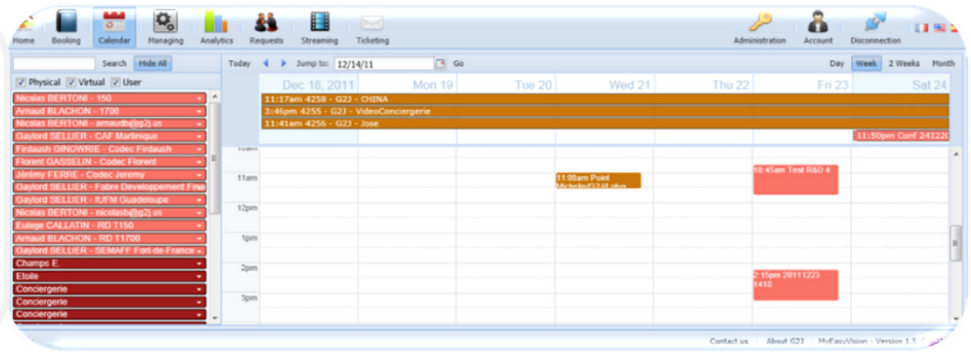 Home Booking Calendar Managing Analytics Requests Streaming Ticketing Administration Account Disconnection
Search Hide All
Today Jump to: 12/14/11 Go Day Week 2 Weeks Month
Physical Virtual User
Dec 18, 2011 Mon 19 Tue 20 Wed 21 Thu 22 Fri 23 Sat 24
11:17am 4258 - G2J - CHINA
3:46pm 4255 - G2J - VideoConciergerie
11:41am 4256 - G2J - Jose
11:50pm Conf 241220
Nicolas BERTONI - 150
Arnaud BLACHON - 1700
Nicolas BERTONI - arnaudb@g2j.us
Gaylord SELLIER - CAF Martinique
Firdaush GINOWRIE - Codec Firdaush
Florent GASSELIN - Codec Florent
Jérémy FERRE - Codec Jeremy
Gaylord SELLIER - Fabre Developpement Fina
Gaylord SELLIER - IUFM Guadeloupe
Nicolas BERTONI - nicolasb@g2j.us
Euloge CALLATIN - RD T150
Arnaud BLACHON - RD T1700
Gaylord SELLIER - SEMAFF Fort-de-France
Champs E.
Etoile
Conciergerie
Conciergerie
Conciergerie
Conciergerie
10am
11am
12pm
1pm
2pm
3pm
11:00am Point
10:45am Test R&D 4
2:15pm 20111223
1418
Contact us About G2J MyEasyVision - Version 1.5